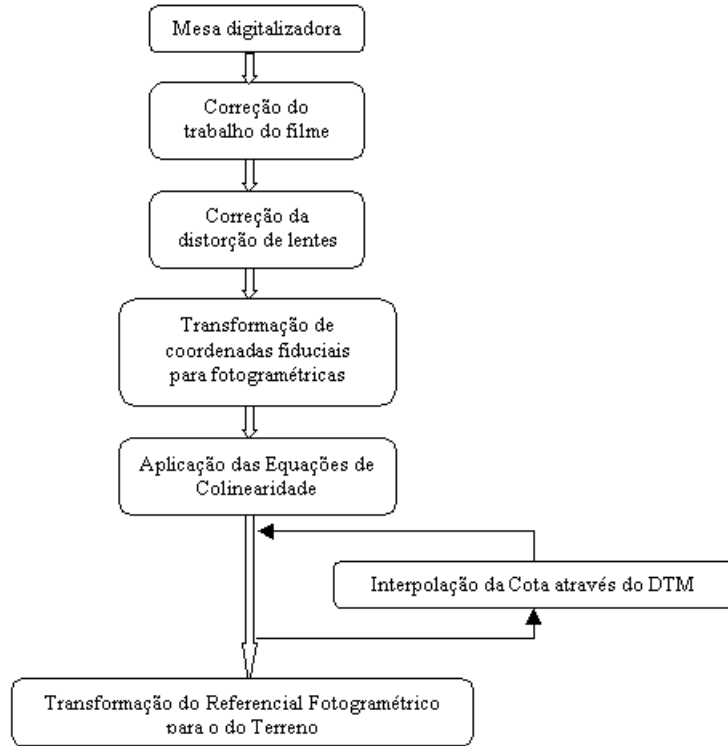 Mesa digitalizadora
Correção do
trabalho do filme
Correção da
distorção de lentes
Transformação de
coordenadas fiduciais
para fotogramétricas
Aplicação das Equações de
Colinearidade
Interpolação da Cota através do DTM
Transformação do Referencial Fotogramétrico
para o do Terreno